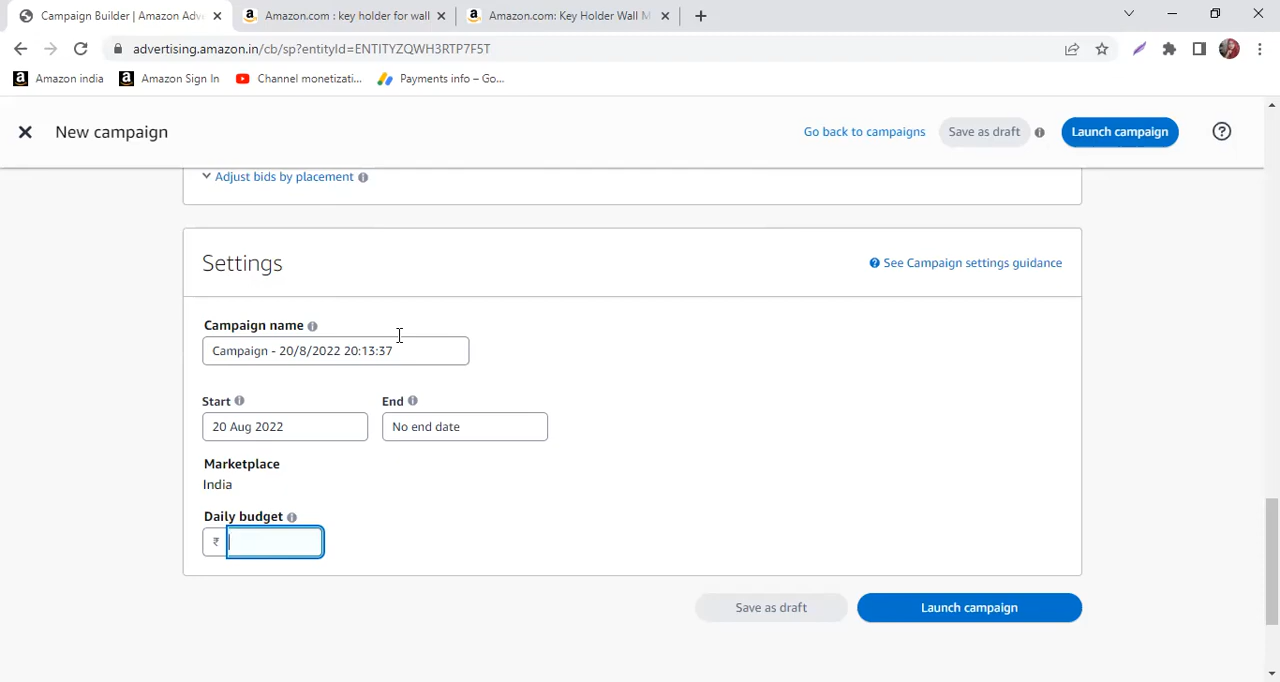 Campaign Builder | Amazon Adv
Amazon.com : key holder for wall
Amazon.com: Key Holder Wall M
advertising.amazon.in/cb/sp?entityId=ENTITYZQWH3RTP7F5T
Amazon india
Amazon Sign In
Channel monetizati...
Payments info – Go...
New campaign
Go back to campaigns
Save as draft
Launch campaign
Adjust bids by placement
Settings
See Campaign settings guidance
Campaign name
Campaign - 20/8/2022 20:13:37
Start
End
20 Aug 2022
No end date
Marketplace
India
Daily budget
₹
Save as draft
Launch campaign